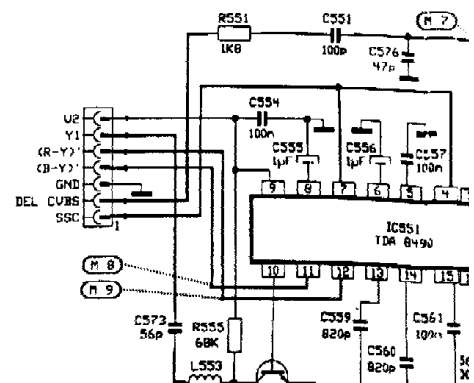 R551
1K8
C551
100p
M 7
C576
47p
U2
Y1
(R-Y)'
(B-Y)'
GND
DEL CVBS
SSC
1
C554
100n
C555
1µF
C556
1µF
C557
100n
9
8
7
6
5
4
IC551
TDA 8490
10
11
12
13
14
15
M 8
M 9
C573
56p
R555
68K
L553
C559
820p
C560
820p
C561
100n